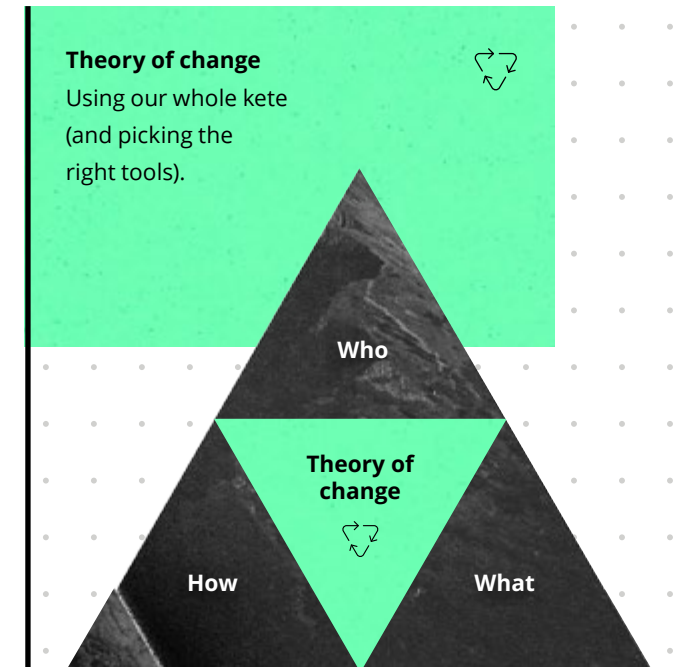 Theory of change
Using our whole kete
(and picking the
right tools).
Who
Theory of
change
How
What